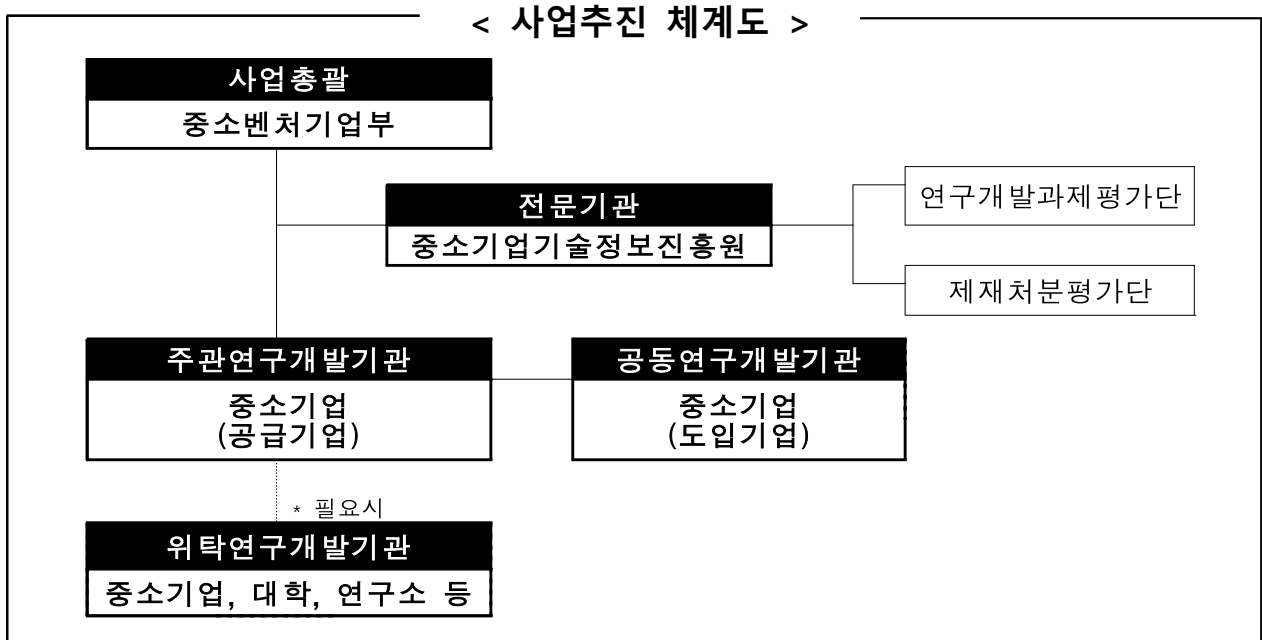 < 사업추진 체계도 >
사업총괄
중소벤처기업부
전문기관
중소기업기술정보진흥원
연구개발과제평가단
제재처분평가단
주관연구개발기관
중소기업
(공급기업)
공동연구개발기관
중소기업
(도입기업)
* 필요시
위탁연구개발기관
중소기업, 대학, 연구소 등